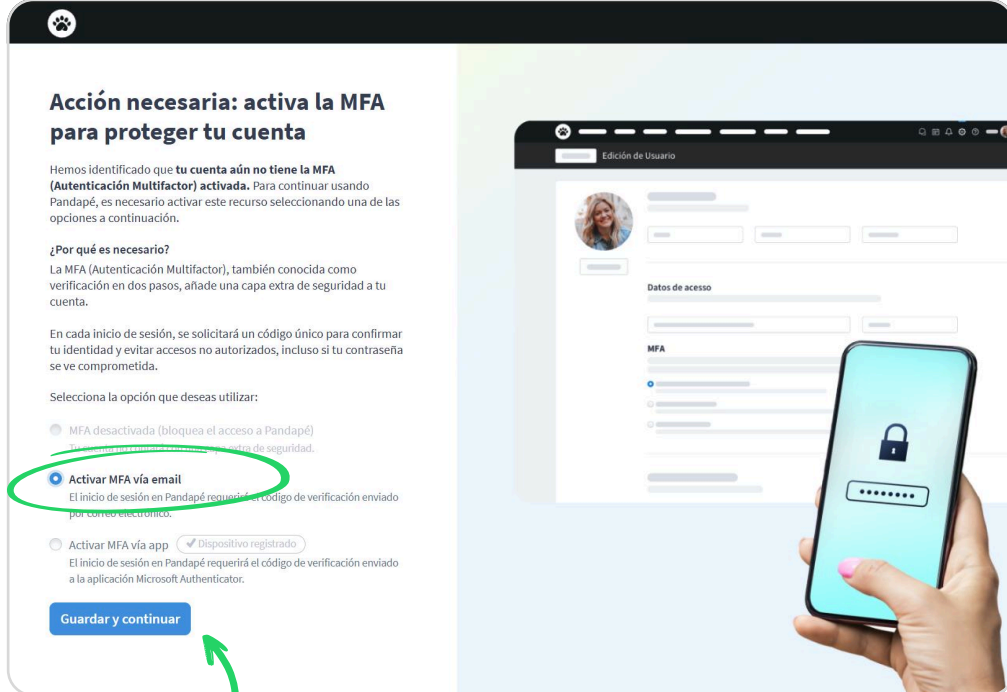 Acción necesaria: activa la MFA
para proteger tu cuenta
Hemos identificado que tu cuenta aún no tiene la MFA
(Autenticación Multifactor) activada. Para continuar usando
Pandapé, es necesario activar este recurso seleccionando una de las
opciones a continuación.
¿Por qué es necesario?
La MFA (Autenticación Multifactor), también conocida como
verificación en dos pasos, añade una capa extra de seguridad a tu
cuenta.
En cada inicio de sesión, se solicitará un código único para confirmar
tu identidad y evitar accesos no autorizados, incluso si tu contraseña
se ve comprometida.
Selecciona la opción que deseas utilizar:
MFA desactivada (bloquea el acceso a Pandapé)
Tu cuenta no capa extra de seguridad.
Activar MFA vía email
El inicio de sesión en Pandapé requerirá el código de verificación enviado
por correo electrónico.
Activar MFA vía app ✔ Dispositivo registrado
El inicio de sesión en Pandapé requerirá el código de verificación enviado
a la aplicación Microsoft Authenticator.
Guardar y continuar
Edición de Usuario
Datos de acesso
MFA